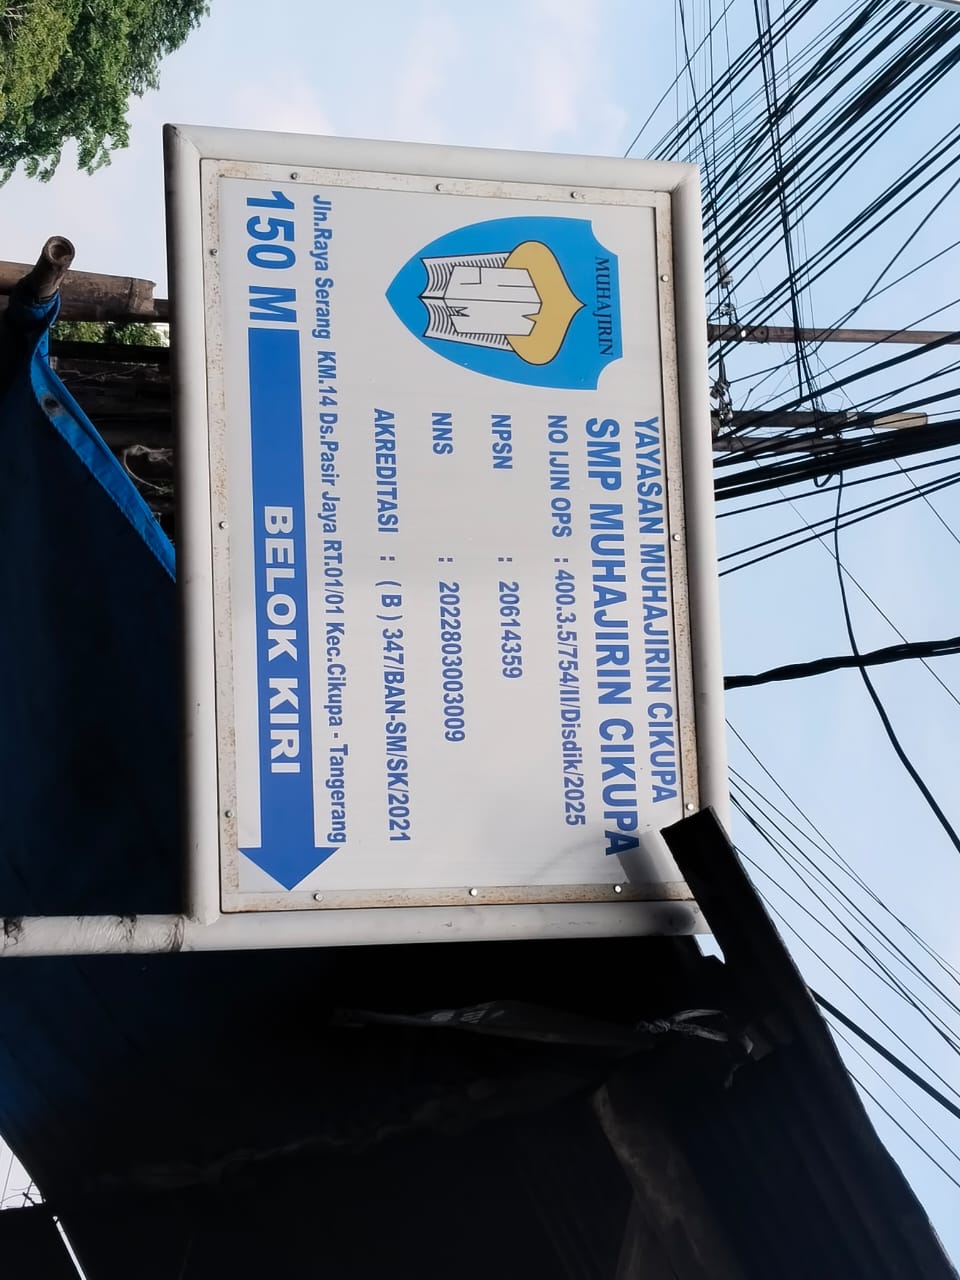 MUHAJIRIN
YAYASAN MUHAJIRIN CIKUPA
SMP MUHAJIRIN CIKUPA
NO IJIN OPS : 400.3.5/754/II/Disdik/2025
NPSN : 20614359
NNS : 2022803003009
AKREDITASI : ( B ) 347/BAN-SM/SK/2021
Jln.Raya Serang KM.14 Ds.Pasir Jaya RT.01/01 Kec.Cikupa - Tangerang
150 M BELOK KIRI